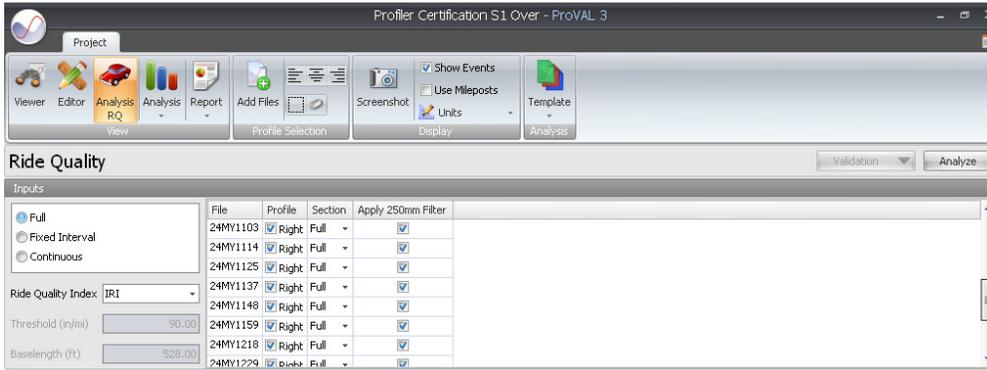 Profiler Certification S1 Over - ProVAL 3
Project
Viewer Editor Analysis RQ Analysis Report Add Files Screenshot Show Events Use Mileposts Units Template
View Profile Selection Display Analysis
Ride Quality Validation Analyze
Inputs
Full
Fixed Interval
Continuous
Ride Quality Index IRI
Threshold (in/mi) 90.00
Baselength (ft) 528.00
File Profile Section Apply 250mm Filter
24MY1103 Right Full
24MY1114 Right Full
24MY1125 Right Full
24MY1137 Right Full
24MY1148 Right Full
24MY1159 Right Full
24MY1218 Right Full
24MY1229 Right Full